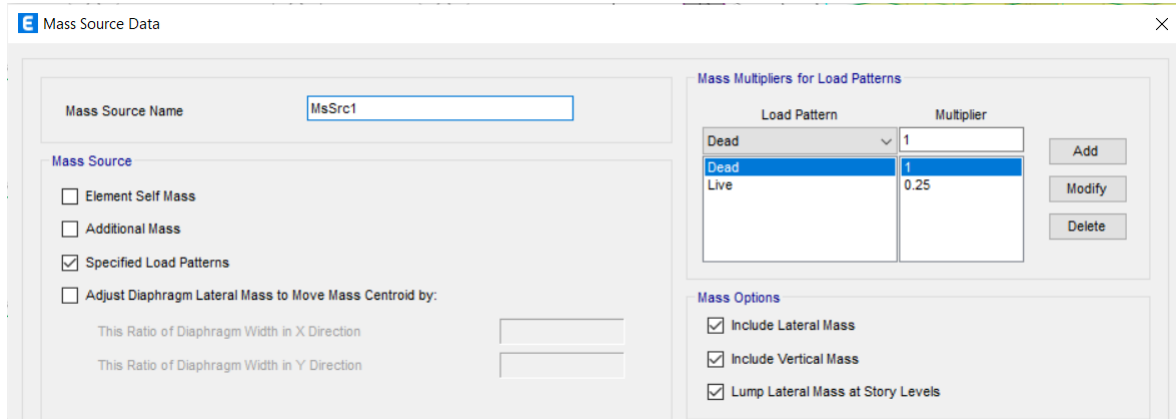 E Mass Source Data
Mass Source Name
MsSrc1
Mass Source
Element Self Mass
Additional Mass
Specified Load Patterns
Adjust Diaphragm Lateral Mass to Move Mass Centroid by:
This Ratio of Diaphragm Width in X Direction
This Ratio of Diaphragm Width in Y Direction
Mass Multipliers for Load Patterns
Load Pattern Multiplier
Dead 1
Dead 1
Live 0.25
Add
Modify
Delete
Mass Options
Include Lateral Mass
Include Vertical Mass
Lump Lateral Mass at Story Levels